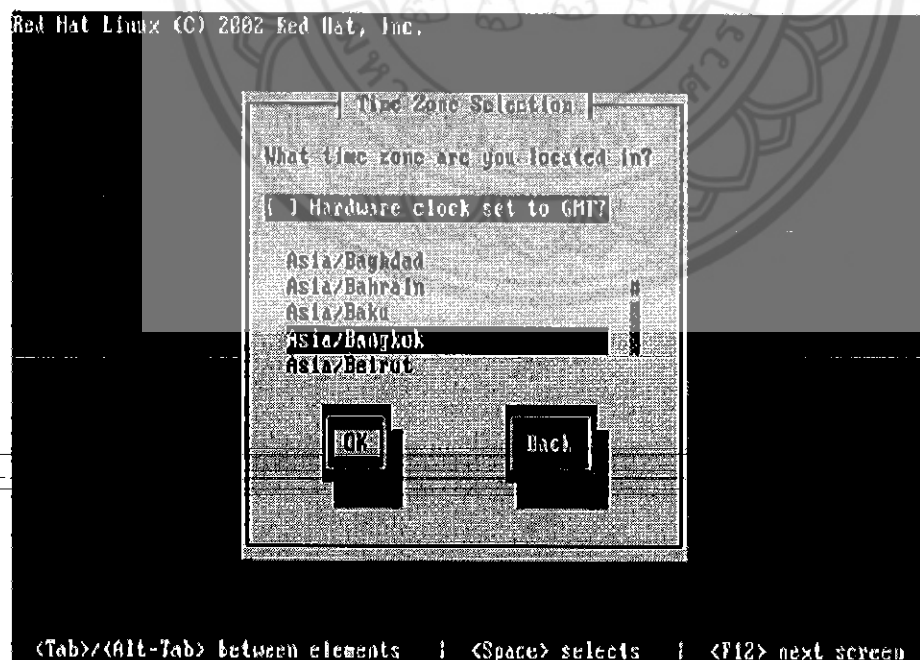 Red Hat Linux (C) 2002 Red Hat, Inc.
Time Zone Selection
What time zone are you located in?
[ ] Hardware clock set to GMT?
Asia/Baghdad
Asia/Bahrain
Asia/Baku
Asia/Bangkok
Asia/Beirut
OK Back
<Tab>/<Alt-Tab> between elements | <Space> selects | <F12> next screen